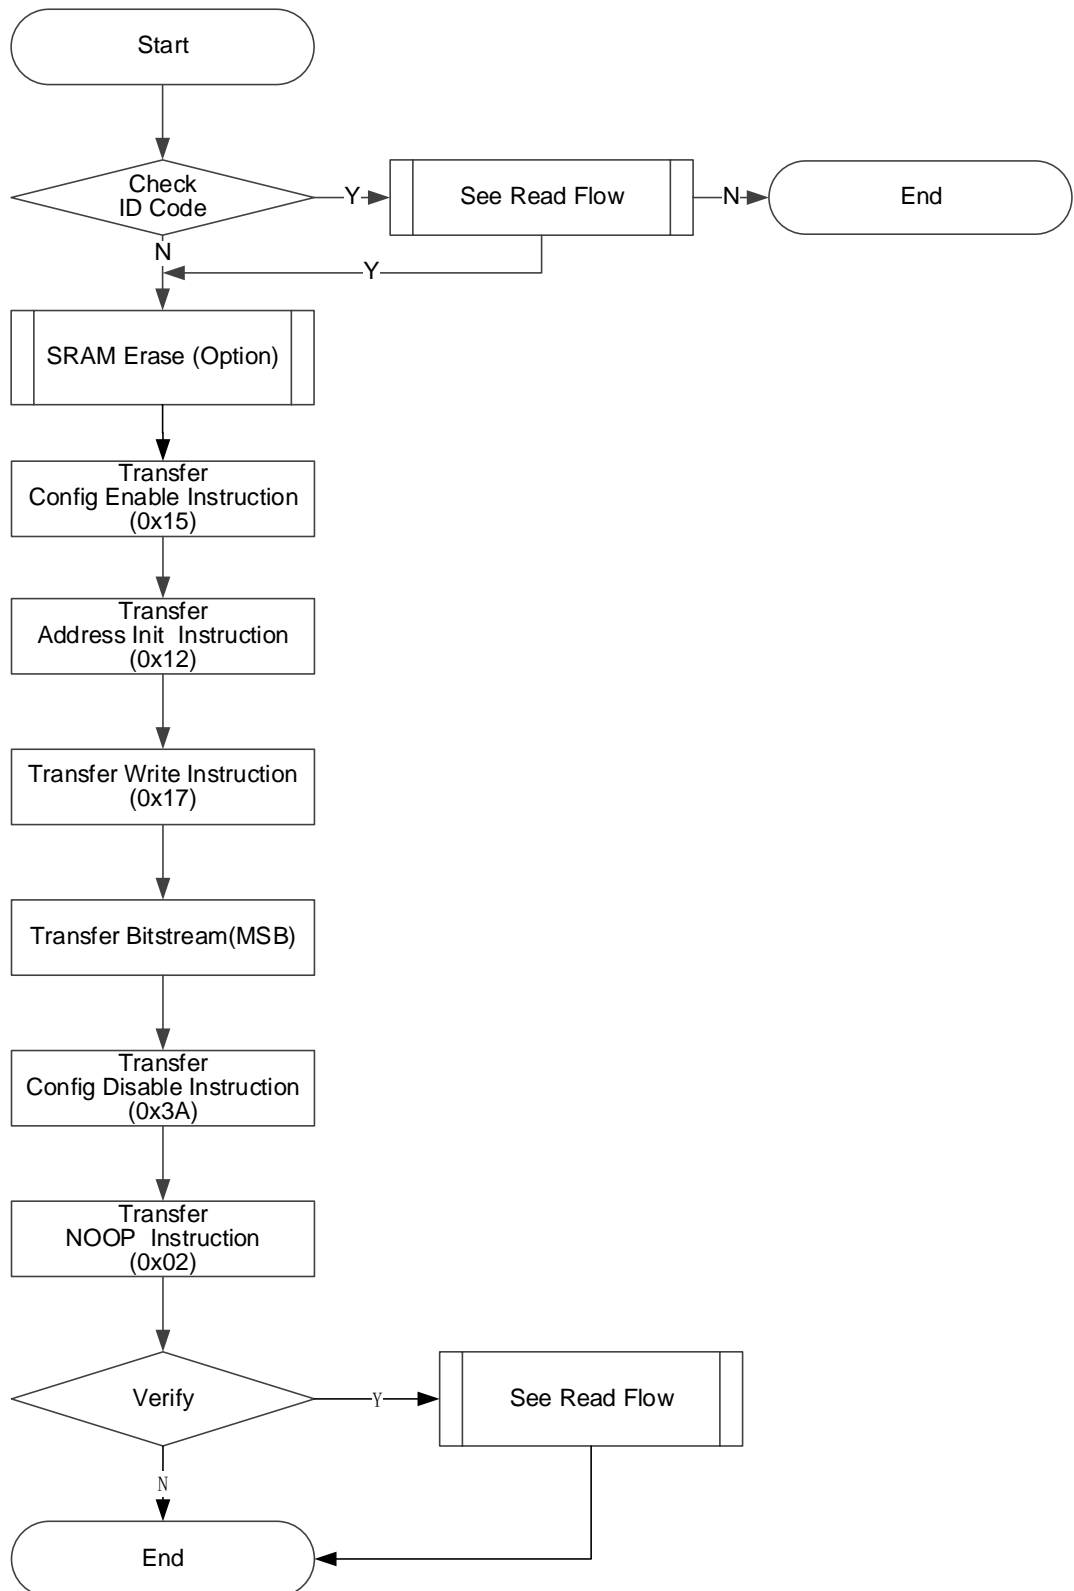 Start
Check
ID Code
Y
See Read Flow
N
End
N
Y
SRAM Erase (Option)
Transfer
Config Enable Instruction
(0x15)
Transfer
Address Init  Instruction
(0x12)
Transfer Write Instruction
(0x17)
Transfer Bitstream(MSB)
Transfer
Config Disable Instruction
(0x3A)
Transfer
NOOP  Instruction
(0x02)
Verify
Y
See Read Flow
N
End